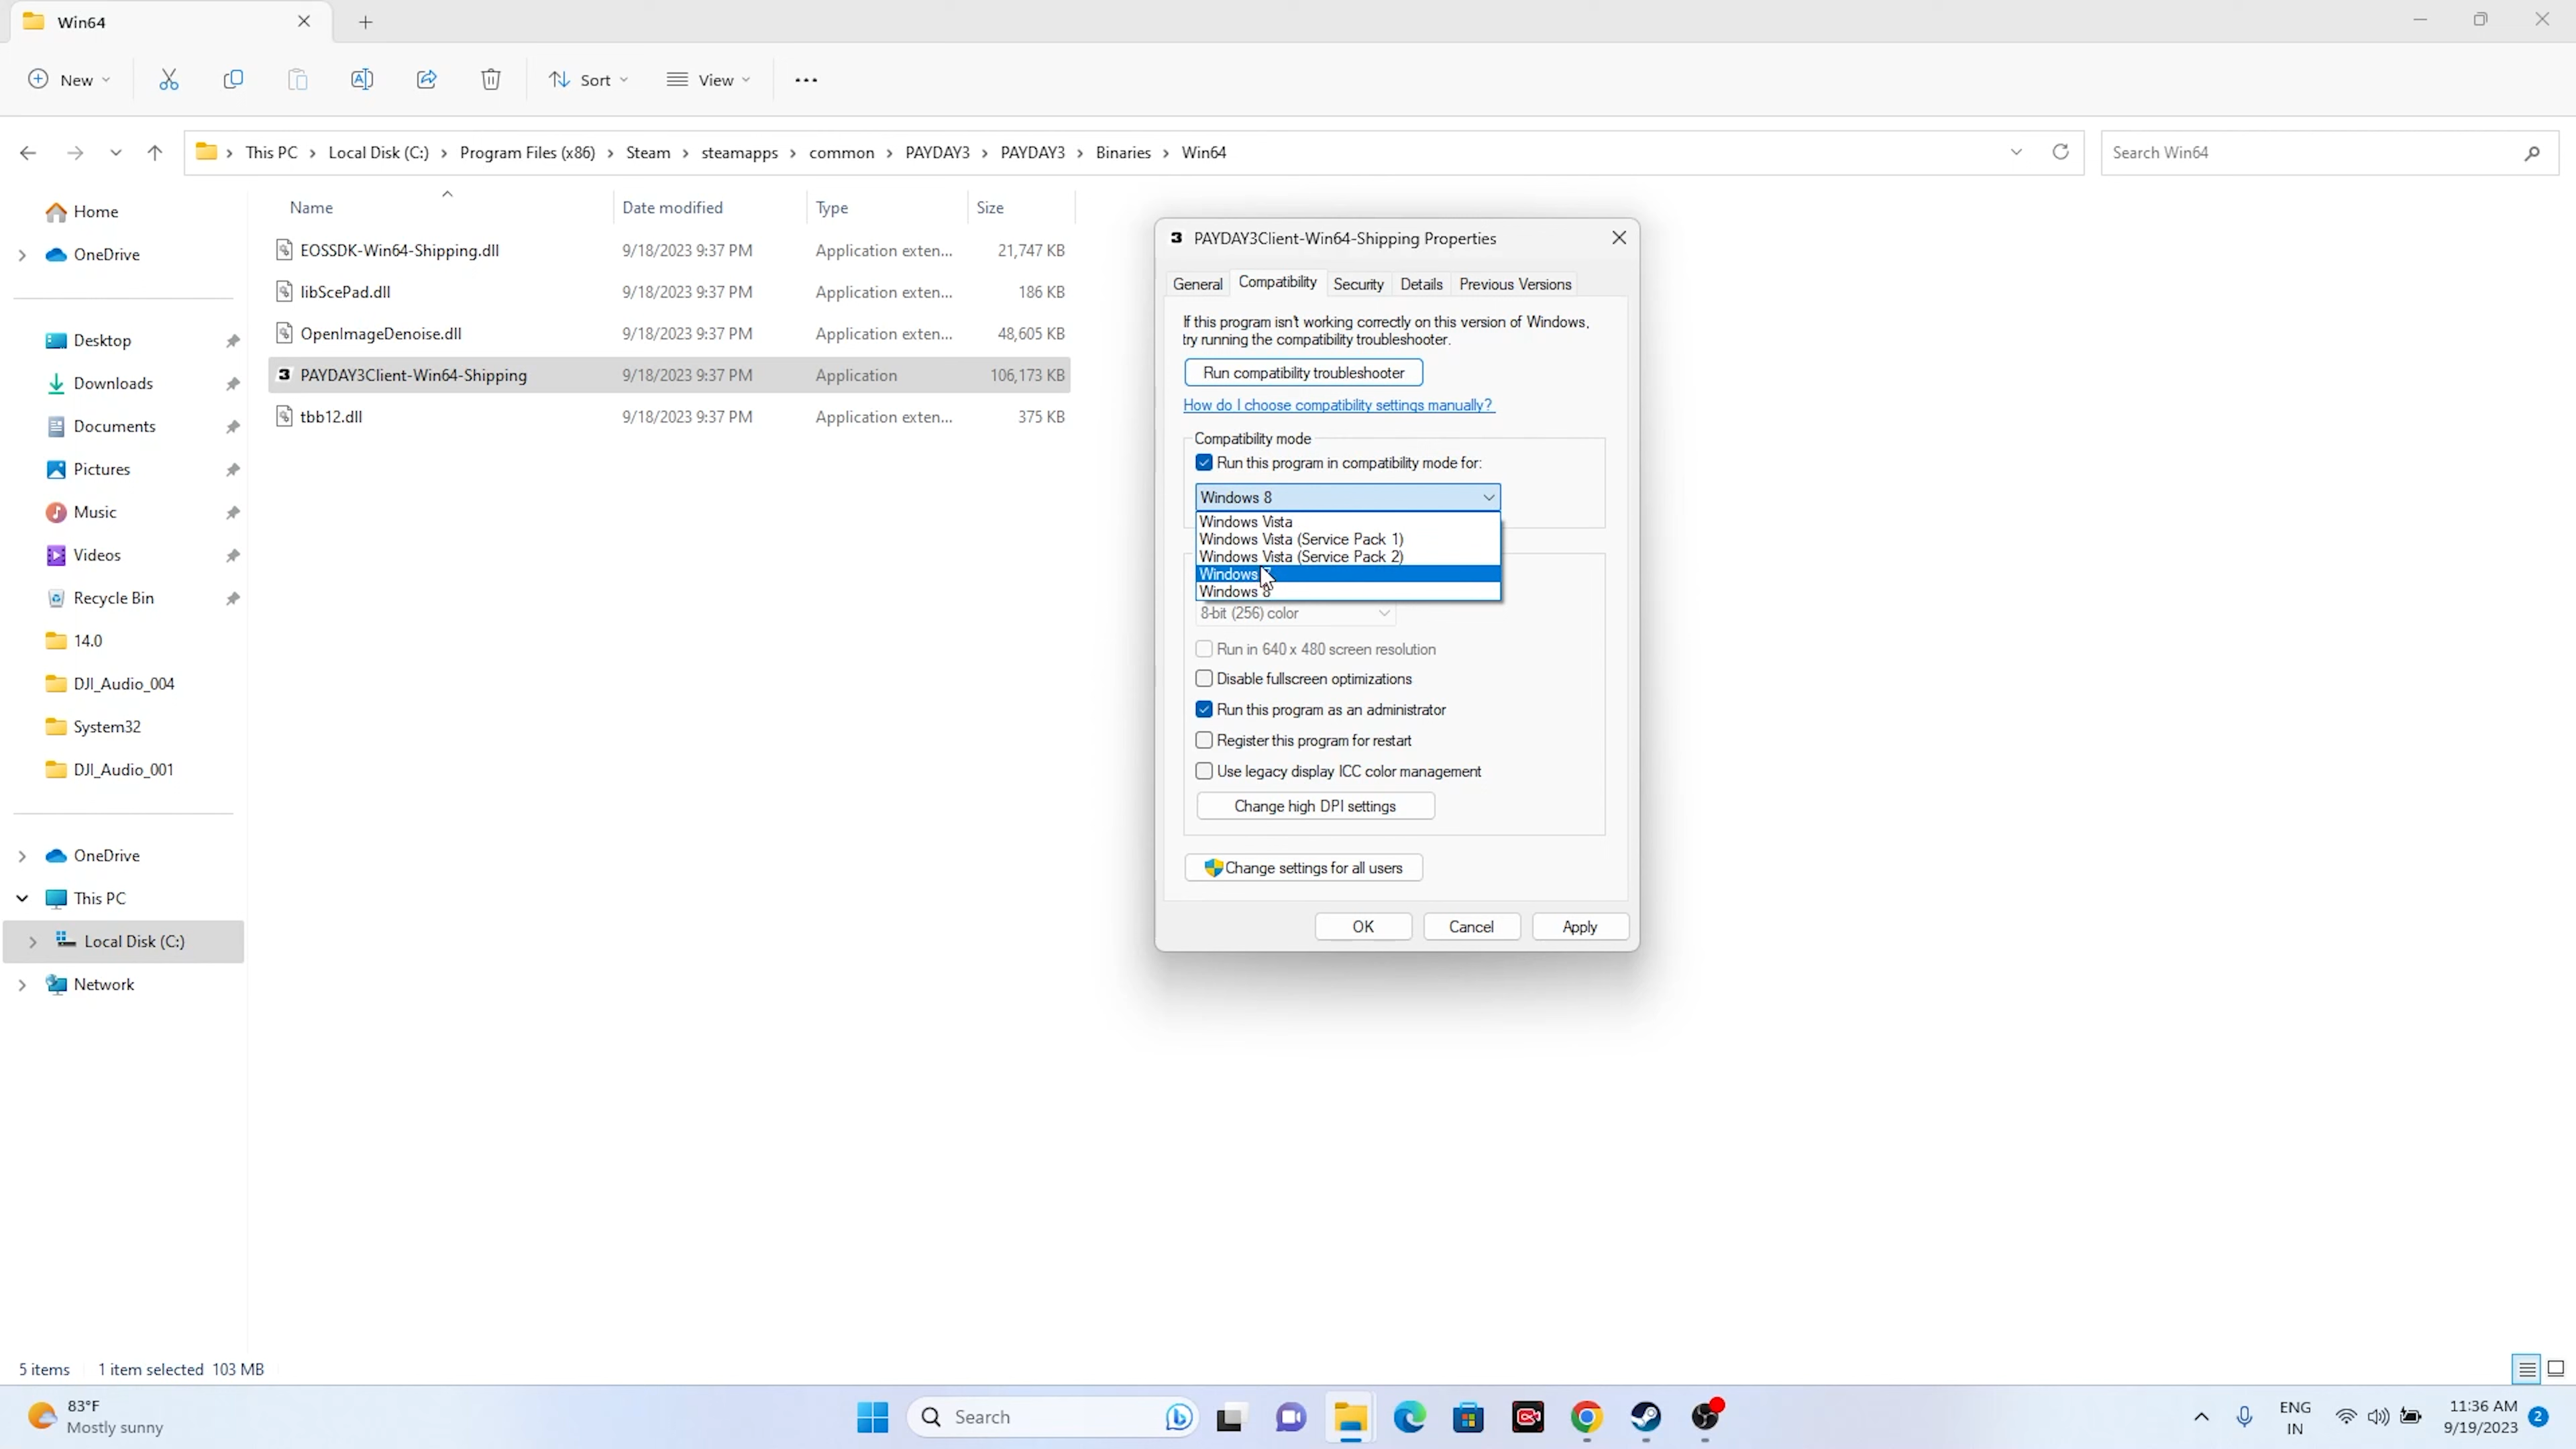 Win64
New
Sort
View
This PC
Local Disk (C:)
Program Files (x86)
Steam
steamapps
common
PAYDAY3
PAYDAY3
Binaries
Win64
Search Win64
Home
OneDrive
Desktop
Downloads
Documents
Pictures
Music
Videos
Recycle Bin
14.0
DJI_Audio_004
System32
DJI_Audio_001
OneDrive
This PC
Local Disk (C:)
Network
Name Date modified Type Size
EOSSDK-Win64-Shipping.dll 9/18/2023 9:37 PM Application exten... 21,747 KB
libScePad.dll 9/18/2023 9:37 PM Application exten... 186 KB
OpenImageDenoise.dll 9/18/2023 9:37 PM Application exten... 48,605 KB
PAYDAY3Client-Win64-Shipping 9/18/2023 9:37 PM Application 106,173 KB
tbb12.dll 9/18/2023 9:37 PM Application exten... 375 KB
PAYDAY3Client-Win64-Shipping Properties
General Compatibility Security Details Previous Versions
If this program isn't working correctly on this version of Windows,
try running the compatibility troubleshooter.
Run compatibility troubleshooter
How do I choose compatibility settings manually?
Compatibility mode
Run this program in compatibility mode for:
Windows 8
Windows Vista
Windows Vista (Service Pack 1)
Windows Vista (Service Pack 2)
Windows
Windows 8
8-bit (256) color
Run in 640 x 480 screen resolution
Disable fullscreen optimizations
Run this program as an administrator
Register this program for restart
Use legacy display ICC color management
Change high DPI settings
Change settings for all users
OK Cancel Apply
5 items 1 item selected 103 MB
83°F
Mostly sunny
Search
ENG
IN
11:36 AM
9/19/2023
2